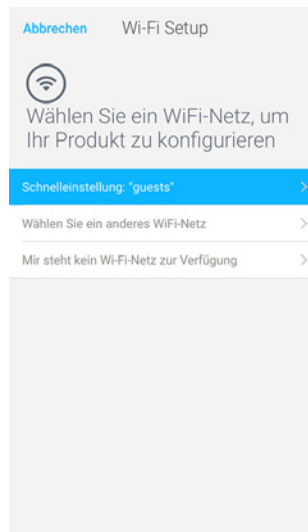 Abbrechen Wi-Fi Setup
Wählen Sie ein WiFi-Netz, um
Ihr Produkt zu konfigurieren
Schnelleinstellung: "guests"
Wählen Sie ein anderes WiFi-Netz
Mir steht kein Wi-Fi-Netz zur Verfügung